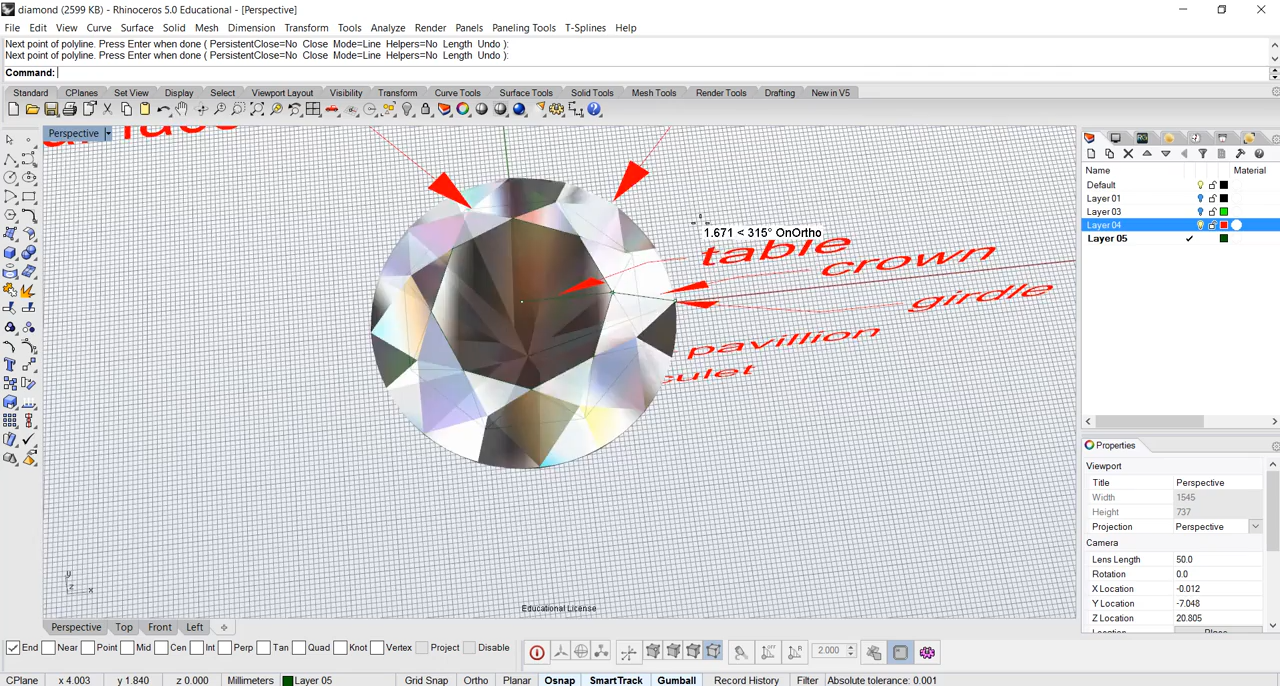 diamond (2599 KB) - Rhinoceros 5.0 Educational - [Perspective]
File Edit View Curve Surface Solid Mesh Dimension Transform Tools Analyze Render Panels Paneling Tools T-Splines Help
Next point of polyline. Press Enter when done ( PersistentClose=No Close Mode=Line Helpers=No Length Undo ):
Next point of polyline. Press Enter when done ( PersistentClose=No Close Mode=Line Helpers=No Length Undo ):
Command:
Standard CPlanes Set View Display Select Viewport Layout Visibility Transform Curve Tools Surface Tools Solid Tools Mesh Tools Render Tools Drafting New in V5
Perspective
1.671 < 315° OnOrtho
table
crown
girdle
pavillion
culet
y
z x
Educational License
Name Material
Default
Layer 01
Layer 03
Layer 04
Layer 05
Properties
Viewport
Title Perspective
Width 1545
Height 737
Projection Perspective
Camera
Lens Length 50.0
Rotation 0.0
X Location -0.012
Y Location -7.048
Z Location 20.805
Perspective Top Front Left
End Near Point Mid Cen Int Perp Tan Quad Knot Vertex Project Disable
2.000
CPlane x 4.003 y 1.840 z 0.000 Millimeters Layer 05 Grid Snap Ortho Planar Osnap SmartTrack Gumball Record History Filter Absolute tolerance: 0.001